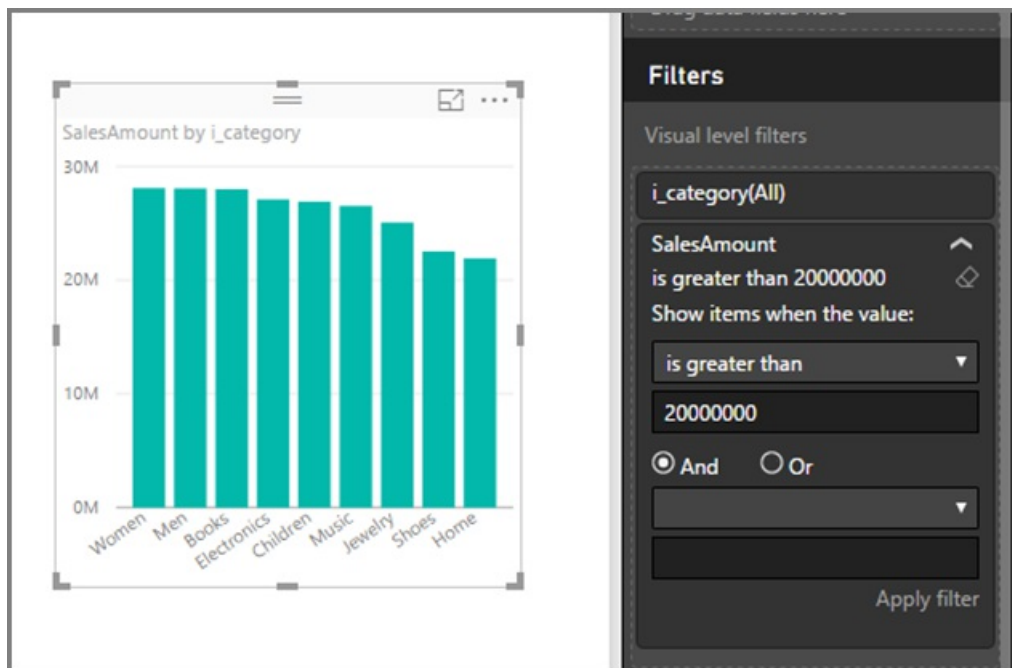 SalesAmount by i_category
30M
20M
10M
0M
Women
Men
Books
Electronics
Children
Music
Jewelry
Shoes
Home
Filters
Visual level filters
i_category(All)
SalesAmount
is greater than 20000000
Show items when the value:
is greater than
20000000
And Or
Apply filter